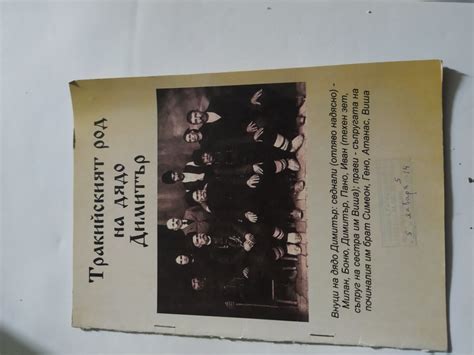 Тракийският род
на дядо
Димитър
Внуци на дядо Димитър: седнали (отляво надясно) -
Милан, Боню, Димитър, Пано, Иван (техен зет,
съпруг на сестра им Виша); прави - съпругата на
починалия им брат Симеон, Гено, Атанас, Виша